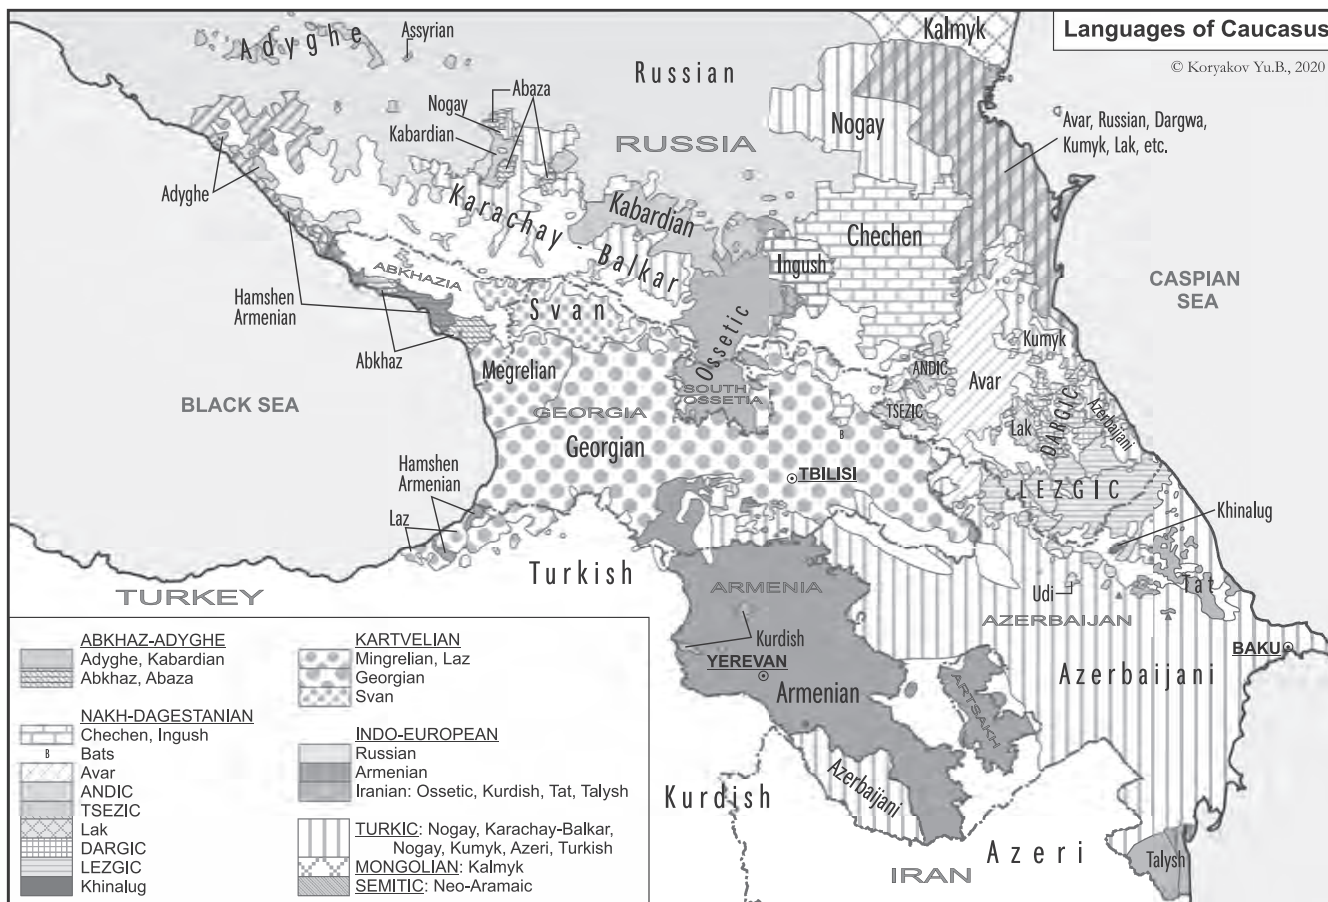 Languages of Caucasus
© Koryakov Yu.B., 2020
Kalmyk
Adyghe
Assyrian
Russian
Nogay
Abaza
Nogay
Kabardian
RUSSIA
Avar, Russian, Dargwa,
Kumyk, Lak, etc.
Adyghe
Karachay - Balkar
Kabardian
Chechen
Ingush
ABKHAZIA
CASPIAN
SEA
Hamshen
Armenian
Svan
Ossetic
Kumyk
Abkhaz
Megrelian
ANDIC
Avar
SOUTH
OSSETIA
BLACK SEA
GEORGIA
TSEZIC
Lak
DARGIC
Azerbaijani
B
Georgian
Hamshen
Armenian
TBILISI
LEZGIC
Khinalug
Laz
Turkish
TURKEY
ARMENIA
Udi
Tat
AZERBAIJAN
Kurdish
YEREVAN
BAKU
Armenian
ARTSAKH
Azerbaijani
Azerbaijani
Kurdish
Azeri
IRAN
Talysh
ABKHAZ-ADYGHE
Adyghe, Kabardian
Abkhaz, Abaza
NAKH-DAGESTANIAN
Chechen, Ingush
B Bats
Avar
ANDIC
TSEZIC
Lak
DARGIC
LEZGIC
Khinalug
KARTVELIAN
Mingrelian, Laz
Georgian
Svan
INDO-EUROPEAN
Russian
Armenian
Iranian: Ossetic, Kurdish, Tat, Talysh
TURKIC: Nogay, Karachay-Balkar,
Nogay, Kumyk, Azeri, Turkish
MONGOLIAN: Kalmyk
SEMITIC: Neo-Aramaic